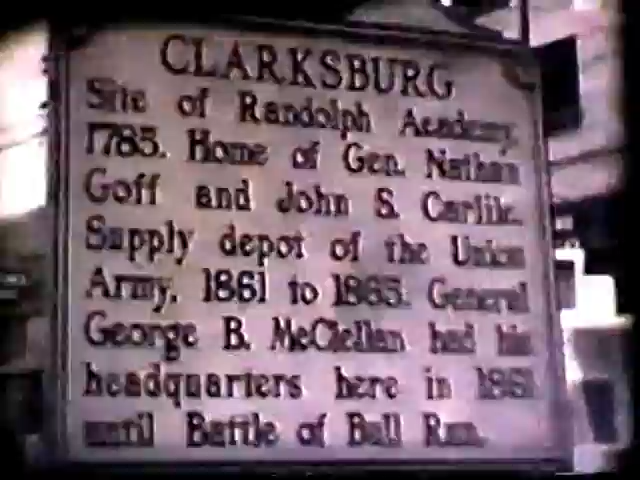 CLARKSBURG
Site of Randolph Academy,
1785. Home of Gen. Nathan
Goff and John S. Carlile.
Supply depot of the Union
Army, 1861 to 1865. General
George B. McClellan had his
headquarters here in 1861
until Battle of Bull Run.